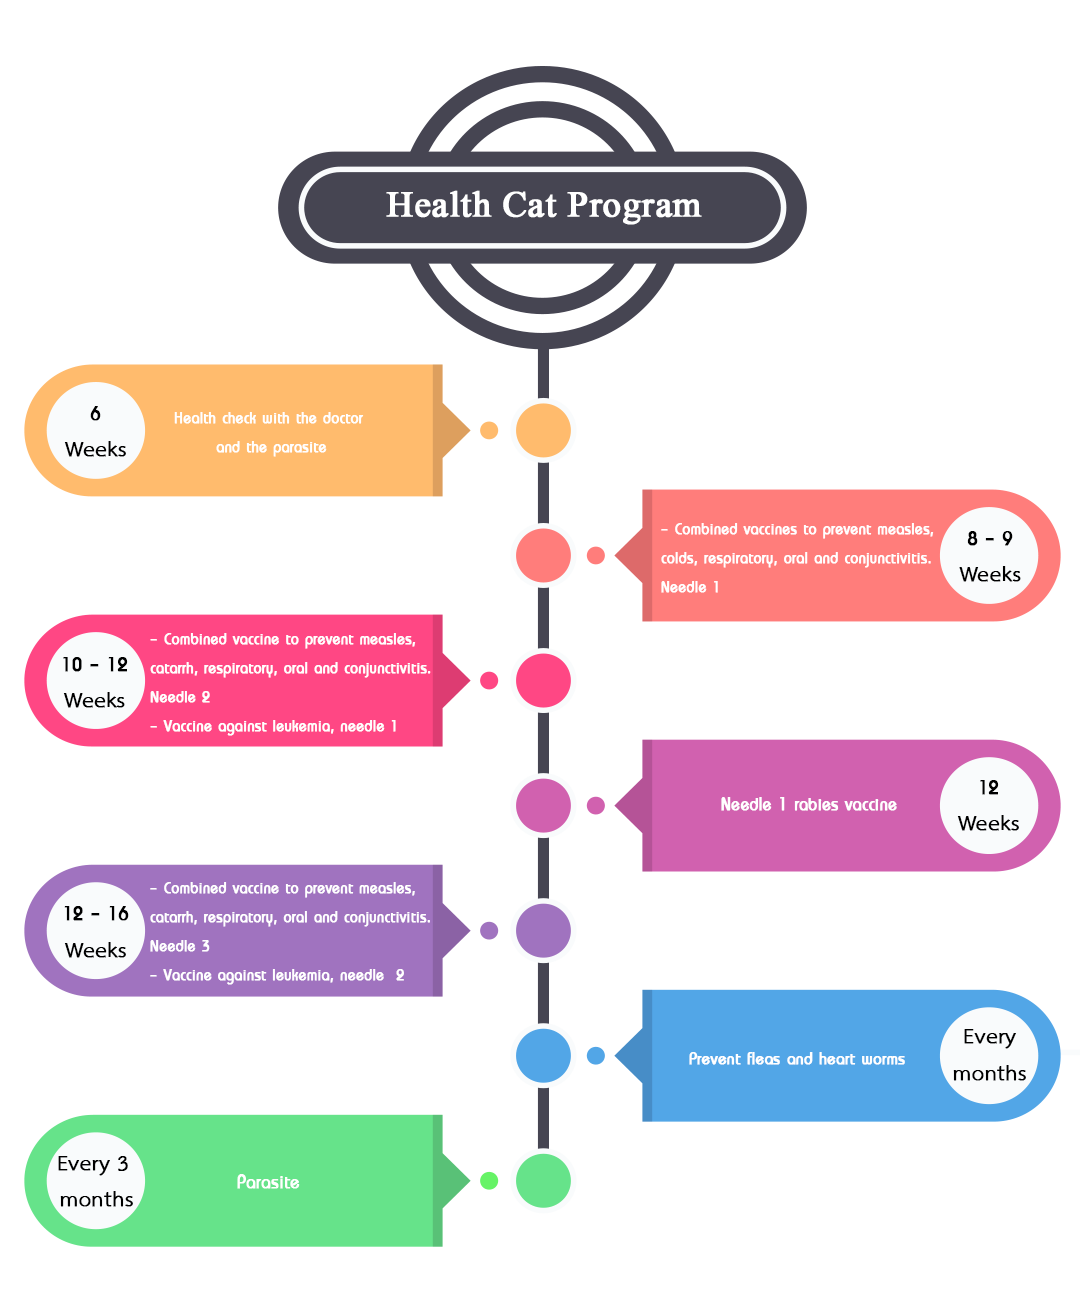 Health Cat Program
6
Weeks
Health check with the doctor
and the parasite
- Combined vaccines to prevent measles,
colds, respiratory, oral and conjunctivitis.
Needle 1
8 - 9
Weeks
10 - 12
Weeks
- Combined vaccine to prevent measles,
catarrh, respiratory, oral and conjunctivitis.
Needle 2
- Vaccine against leukemia, needle 1
Needle 1 rabies vaccine
12
Weeks
12 - 16
Weeks
- Combined vaccine to prevent measles,
catarrh, respiratory, oral and conjunctivitis.
Needle 3
- Vaccine against leukemia, needle 2
Prevent fleas and heart worms
Every
months
Every 3
months
Parasite